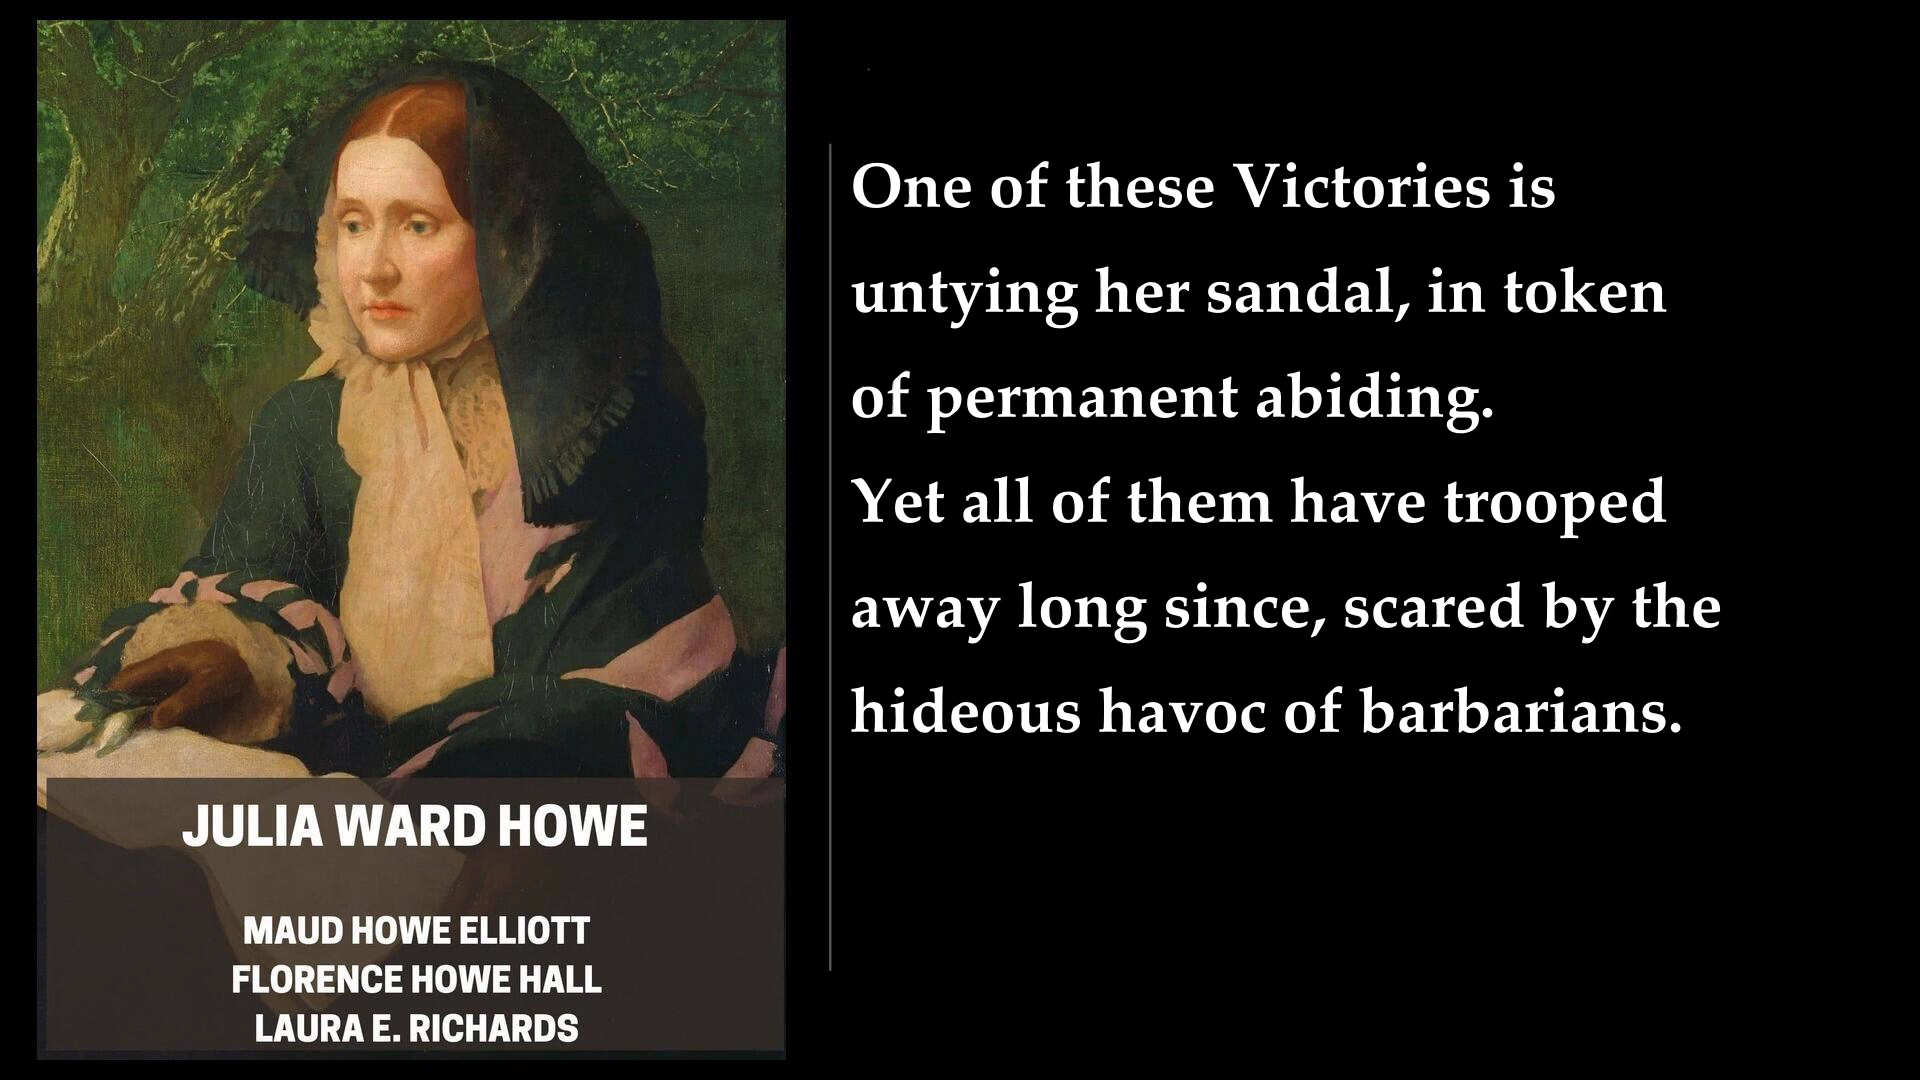 JULIA WARD HOWE
MAUD HOWE ELLIOTT
FLORENCE HOWE HALL
LAURA E. RICHARDS
One of these Victories is
untying her sandal, in token
of permanent abiding.
Yet all of them have trooped
away long since, scared by the
hideous havoc of barbarians.